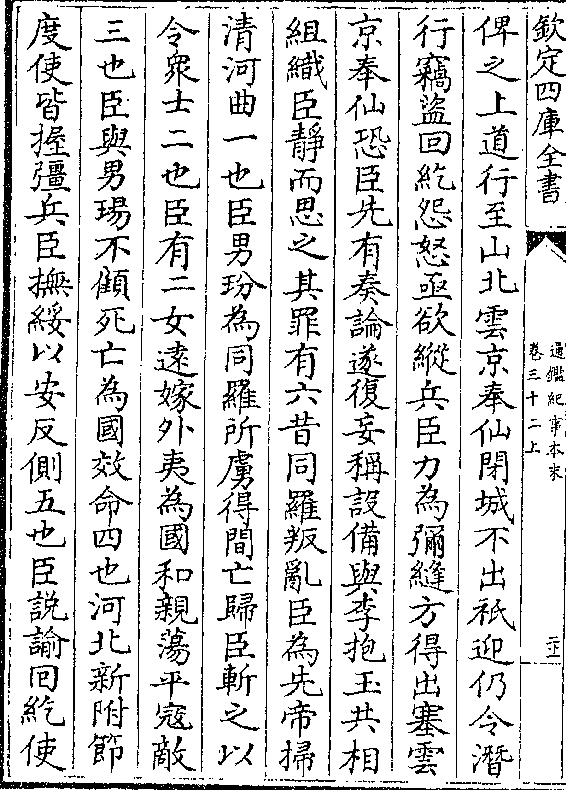 欽定四庫全書
通鑑紀事本末
卷三十二上
俾之上道行至山北雲京奉仙閉城不出祗迎仍令潛
行竊盜回紇怨怒亟欲縱兵臣力為彌縫方得出塞雲
京奉仙恐臣先有奏論遂復妄稱設備與李抱玉共相
組織臣靜而思之其罪有六昔同羅叛亂臣為先帝掃
清河曲一也臣男玢為同羅所虜得間亡歸臣斬之以
令衆士二也臣有二女遠嫁外夷為國和親蕩平寇敵
三也臣與男瑒不顧死亡為國效命四也河北新附節
度使皆握彊兵臣撫綏以安反側五也臣說諭回紇使